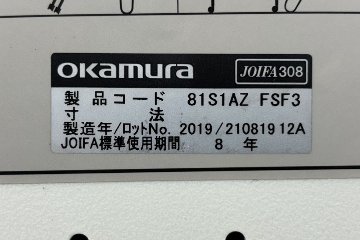 okamura JOIFA308
製品コード 81S1AZ FSF3
寸法
製造年/ロットNo. 2019/210819 12A
JOIFA標準使用期間 8 年